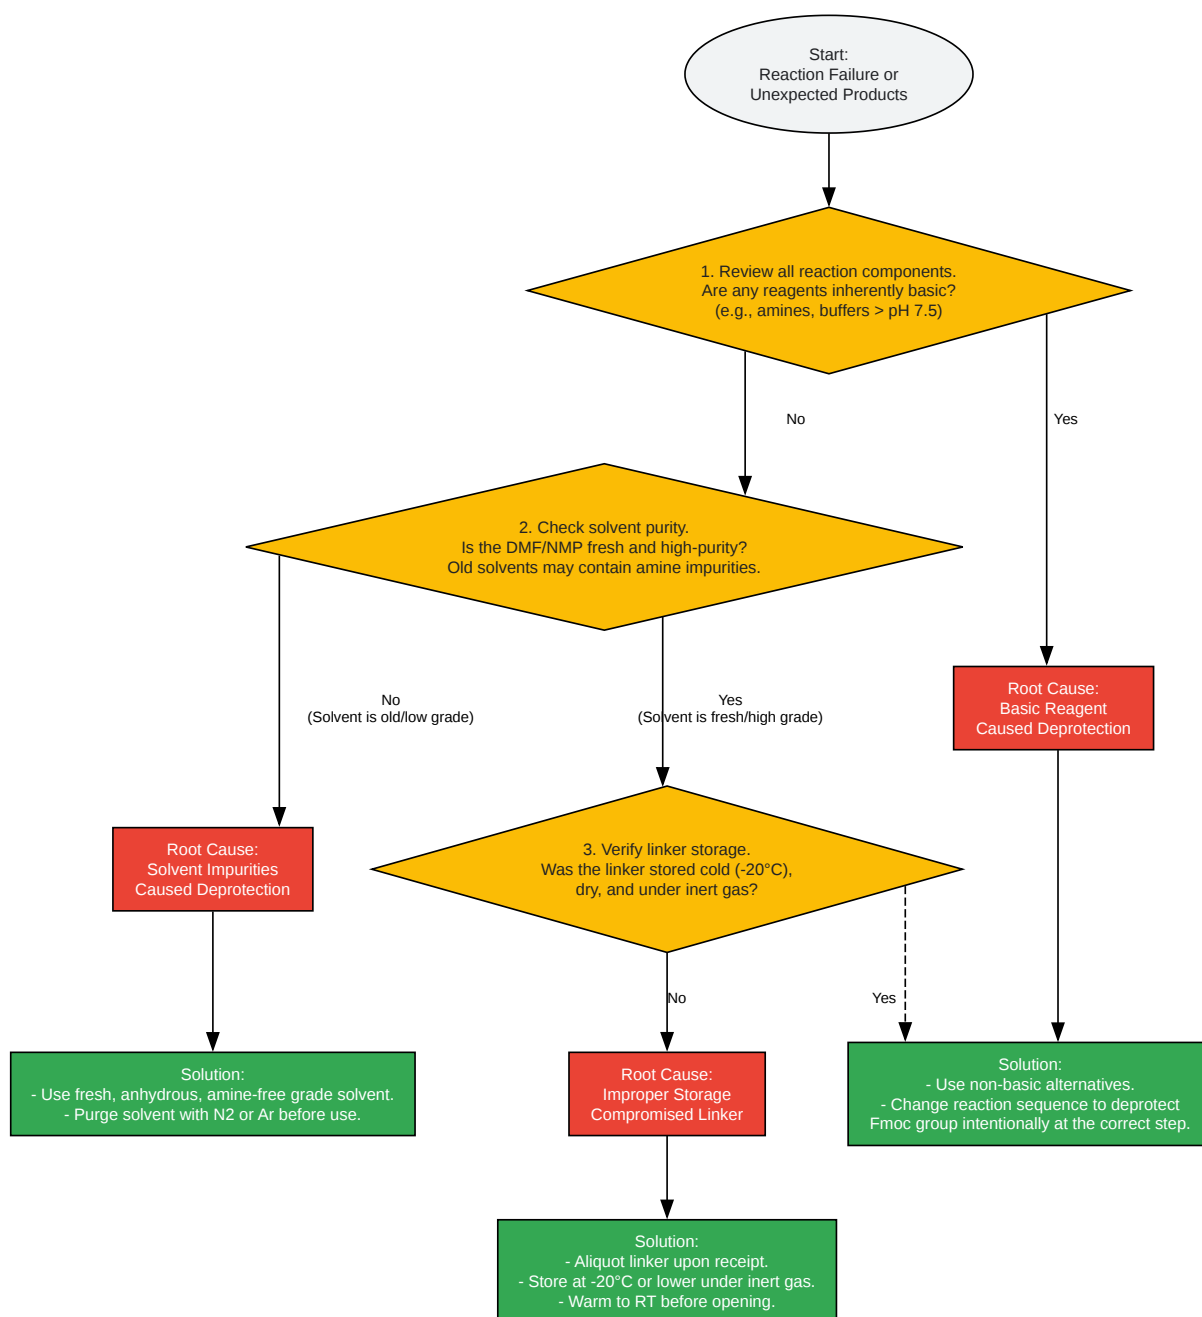 Start:
Reaction Failure or
Unexpected Products
1. Review all reaction components.
Are any reagents inherently basic?
(e.g., amines, buffers > pH 7.5)
No
Yes
2. Check solvent purity.
Is the DMF/NMP fresh and high-purity?
Old solvents may contain amine impurities.
No
(Solvent is old/low grade)
Yes
(Solvent is fresh/high grade)
Root Cause:
Basic Reagent
Caused Deprotection
Root Cause:
Solvent Impurities
Caused Deprotection
3. Verify linker storage.
Was the linker stored cold (-20°C),
dry, and under inert gas?
No
Yes
Solution:
- Use fresh, anhydrous, amine-free grade solvent.
- Purge solvent with N2 or Ar before use.
Root Cause:
Improper Storage
Compromised Linker
Solution:
- Use non-basic alternatives.
- Change reaction sequence to deprotect
Fmoc group intentionally at the correct step.
Solution:
- Aliquot linker upon receipt.
- Store at -20°C or lower under inert gas.
- Warm to RT before opening.